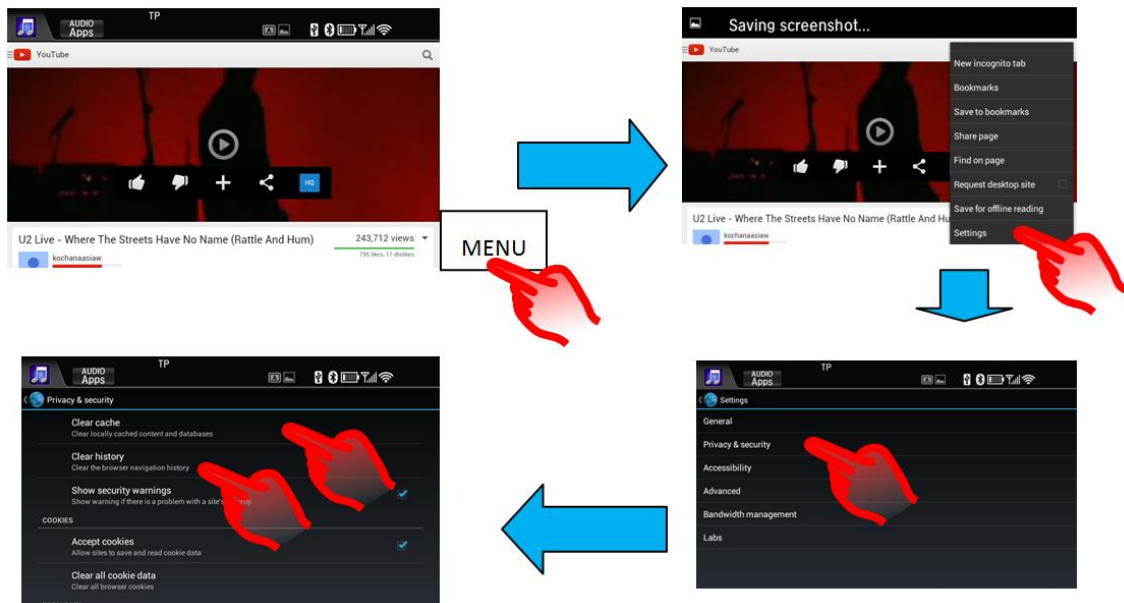 TP
AUDIO
Apps
YouTube
HQ
U2 Live - Where The Streets Have No Name (Rattle And Hum)
243,712 views
795 likes, 11 dislikes
kochanaasiaw
MENU
Saving screenshot...
YouTube
New incognito tab
Bookmarks
Save to bookmarks
Share page
Find on page
Request desktop site
Save for offline reading
Settings
U2 Live - Where The Streets Have No Name (Rattle And Hu
kochanaasiaw
TP
AUDIO
Apps
Privacy & security
Clear cache
Clear locally cached content and databases
Clear history
Clear the browser navigation history
Show security warnings
Show warning if there is a problem with a site's
COOKIES
Accept cookies
Allow sites to save and read cookie data
Clear all cookie data
Clear all browser cookies
TP
AUDIO
Apps
Settings
General
Privacy & security
Accessibility
Advanced
Bandwidth management
Labs